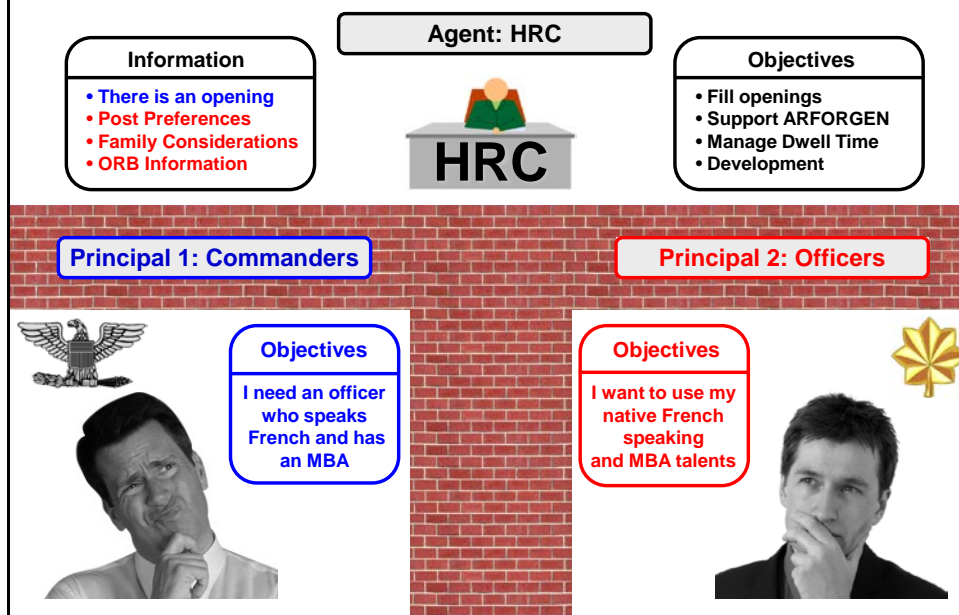 Agent: HRC
Information
• There is an opening
• Post Preferences
• Family Considerations
• ORB Information
HRC
Objectives
• Fill openings
• Support ARFORGEN
• Manage Dwell Time
• Development
Principal 1: Commanders
Principal 2: Officers
Objectives
I need an officer
who speaks
French and has
an MBA
Objectives
I want to use my
native French
speaking
and MBA talents